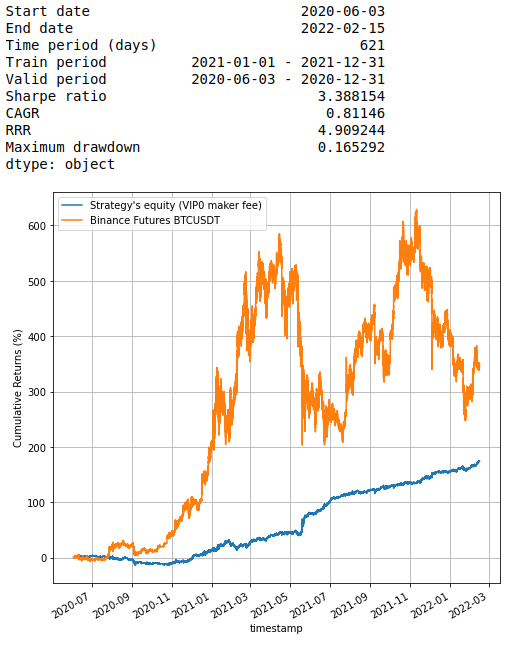 Start date 2020-06-03
End date 2022-02-15
Time period (days) 621
Train period 2021-01-01 - 2021-12-31
Valid period 2020-06-03 - 2020-12-31
Sharpe ratio 3.388154
CAGR 0.81146
RRR 4.909244
Maximum drawdown 0.165292
dtype: object
Strategy's equity (VIP0 maker fee)
Binance Futures BTCUSDT
Cumulative Returns (%)
600
500
400
300
200
100
0
2020-07
2020-09
2020-11
2021-01
2021-03
2021-05
2021-07
2021-09
2021-11
2022-01
2022-03
timestamp